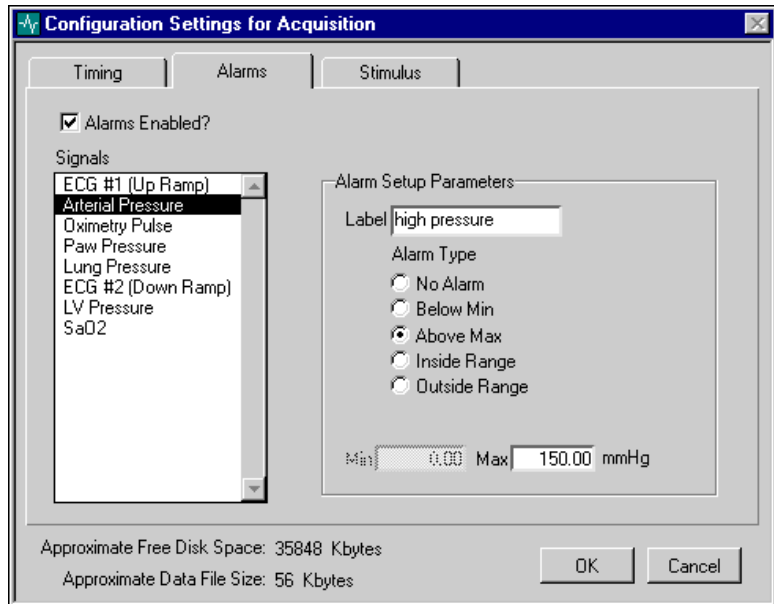 Configuration Settings for Acquisition
Timing
Alarms
Stimulus
Alarms Enabled?
Signals
ECG #1 (Up Ramp)
Arterial Pressure
Oximetry Pulse
Paw Pressure
Lung Pressure
ECG #2 (Down Ramp)
LV Pressure
SaO2
Alarm Setup Parameters
Label high pressure
Alarm Type
No Alarm
Below Min
Above Max
Inside Range
Outside Range
Min 0.00 Max 150.00 mmHg
Approximate Free Disk Space: 35848 Kbytes
Approximate Data File Size: 56 Kbytes
OK
Cancel